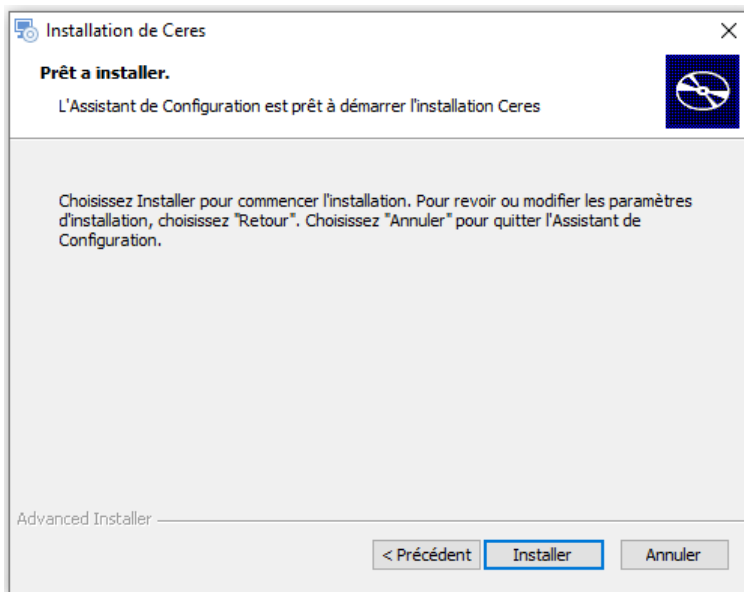 Installation de Ceres
Prêt a installer.
L'Assistant de Configuration est prêt à démarrer l'installation Ceres
Choisissez Installer pour commencer l'installation. Pour revoir ou modifier les paramètres
d'installation, choisissez "Retour". Choisissez "Annuler" pour quitter l'Assistant de
Configuration.
Advanced Installer
< Précédent Installer Annuler